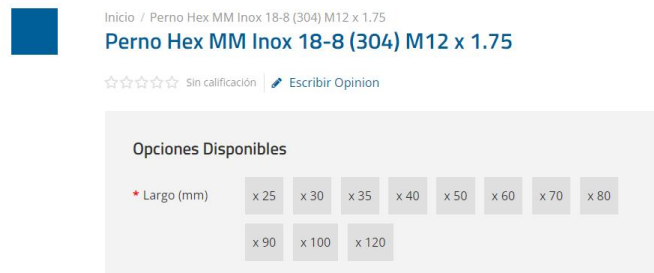 Inicio / Perno Hex MM Inox 18-8 (304) M12 x 1.75
Perno Hex MM Inox 18-8 (304) M12 x 1.75
Sin calificación Escribir Opinion
Opciones Disponibles
* Largo (mm) x 25 x 30 x 35 x 40 x 50 x 60 x 70 x 80
x 90 x 100 x 120